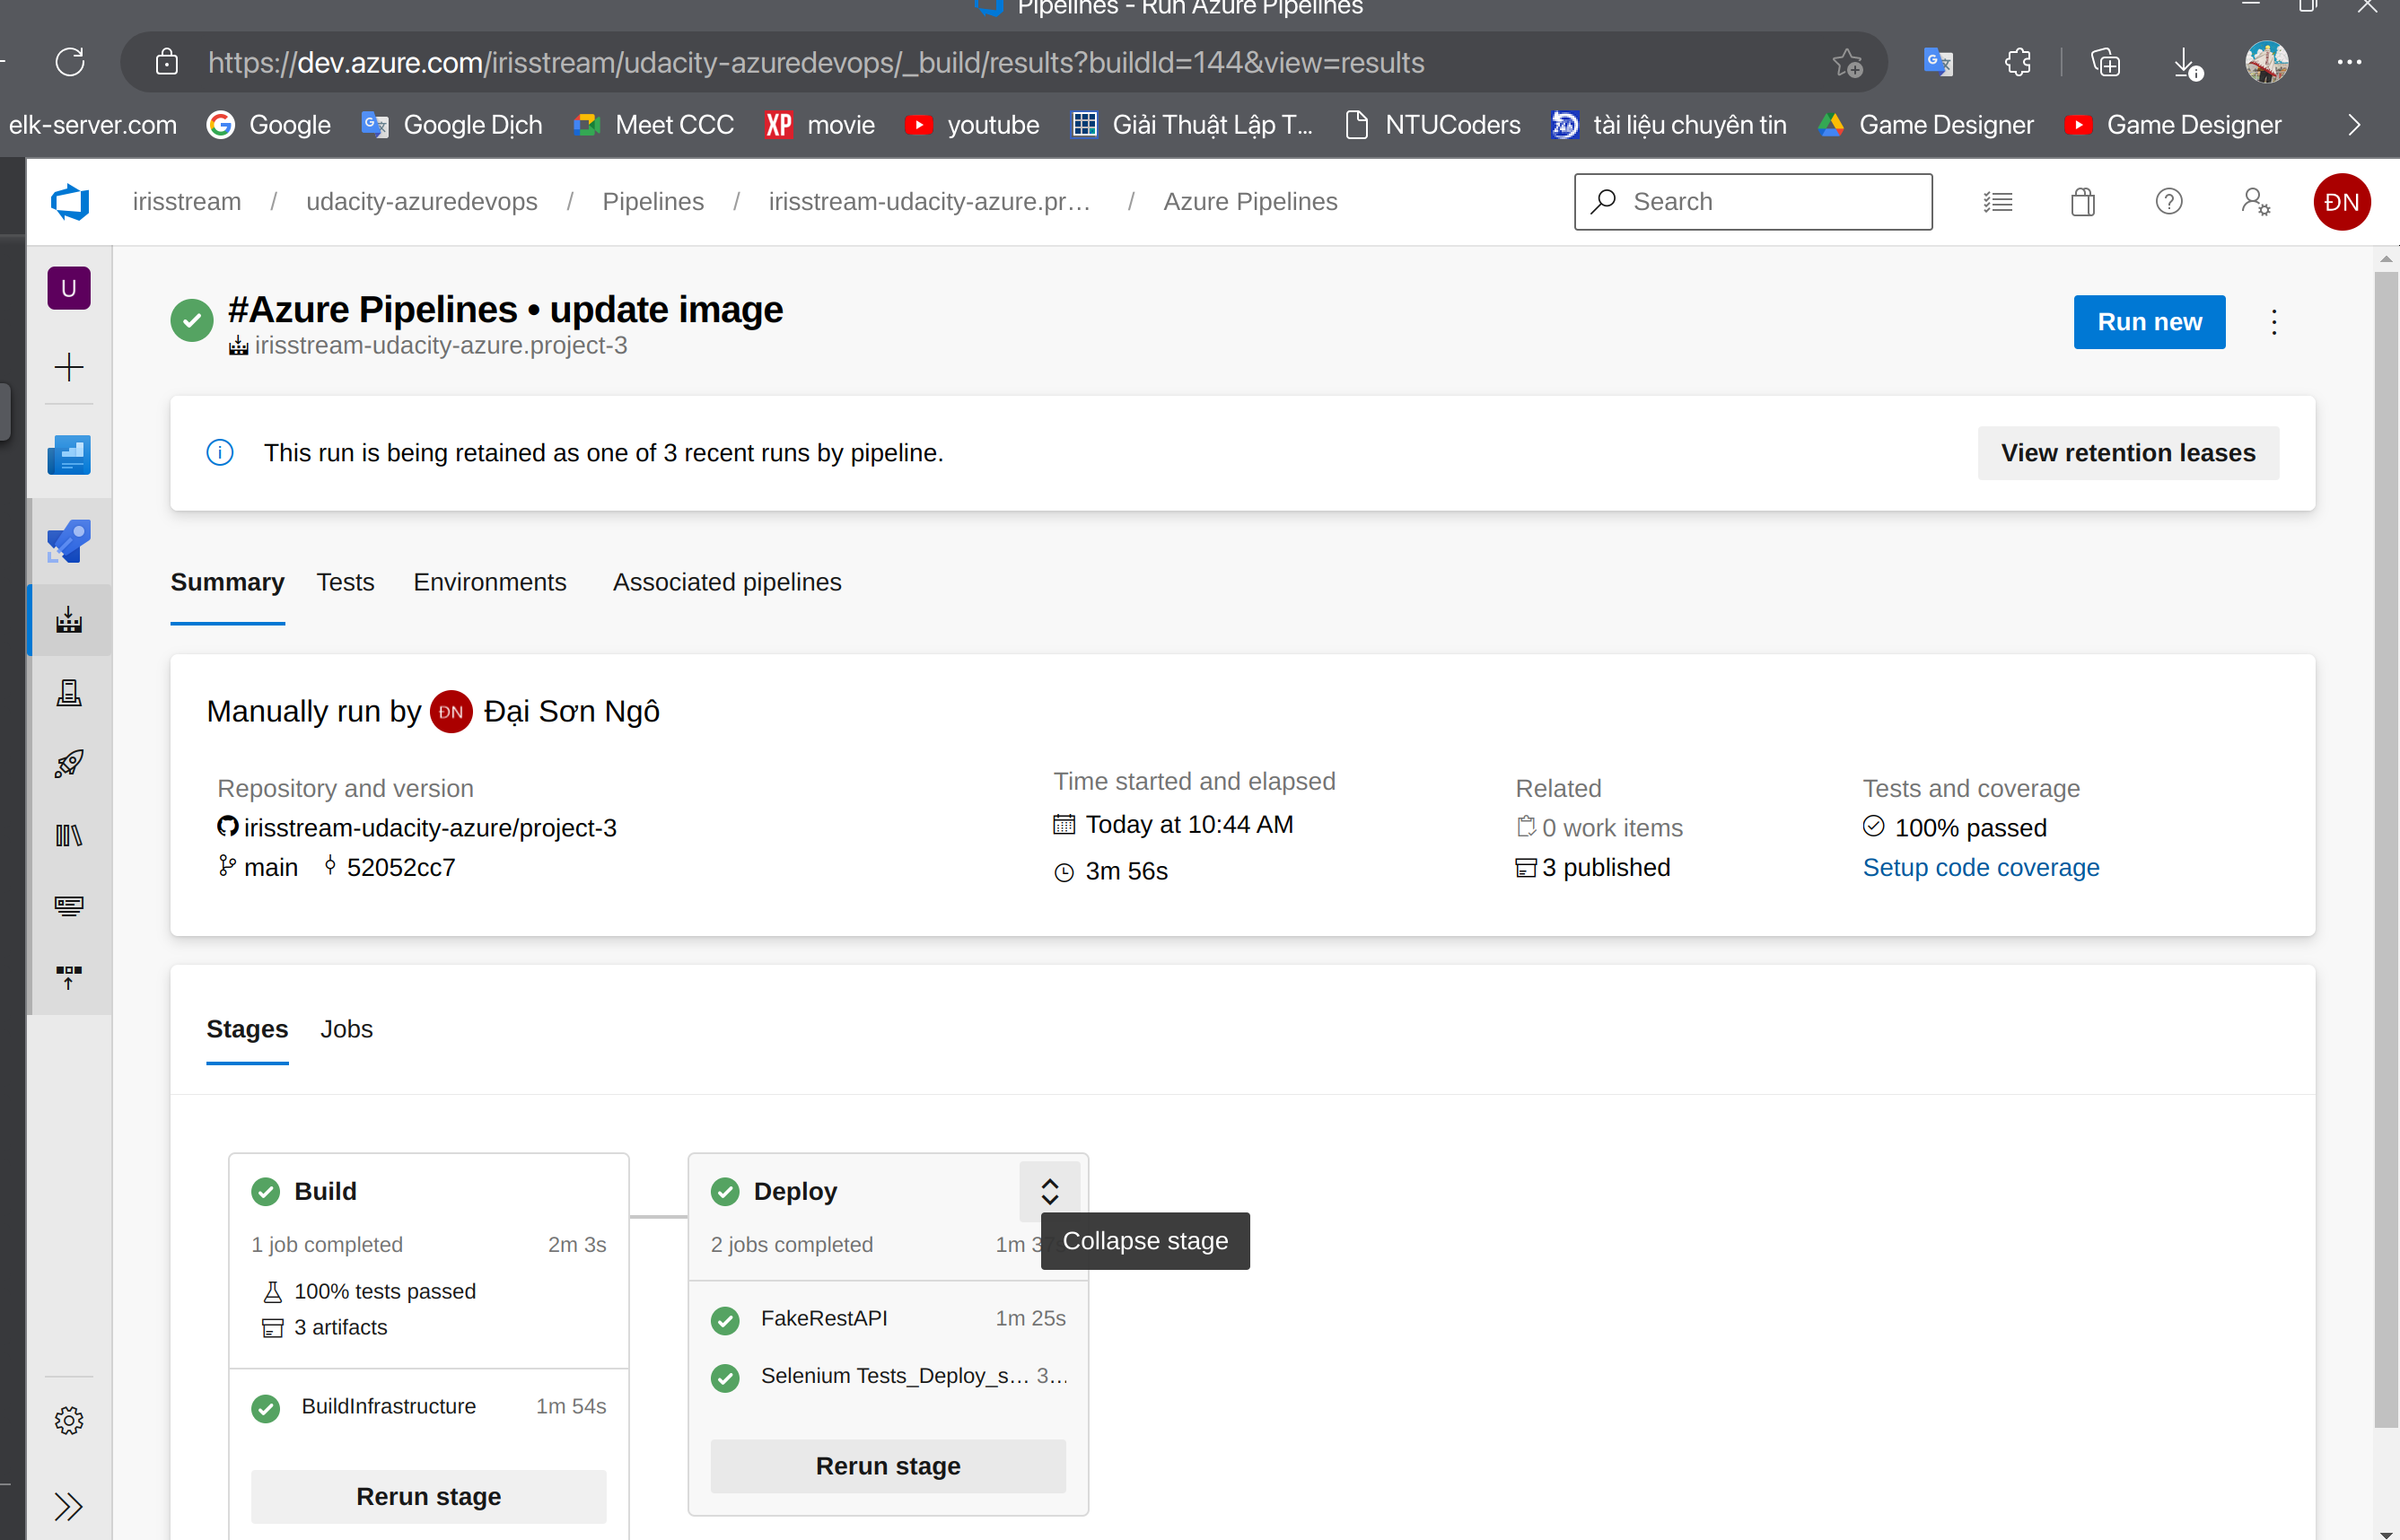 Pipelines - Run Azure Pipelines
https://dev.azure.com/irisstream/udacity-azuredevops/_build/results?buildId=144&view=results
elk-server.com Google Google Dịch Meet CCC XP movie youtube Giải Thuật Lập T... NTUCoders tài liệu chuyên tin Game Designer Game Designer
irisstream / udacity-azuredevops / Pipelines / irisstream-udacity-azure.pr... / Azure Pipelines
Search
ĐN
U
#Azure Pipelines • update image
irisstream-udacity-azure.project-3
Run new
This run is being retained as one of 3 recent runs by pipeline.
View retention leases
Summary Tests Environments Associated pipelines
Manually run by ĐN Đại Sơn Ngô
Repository and version
irisstream-udacity-azure/project-3
main 52052cc7
Time started and elapsed
Today at 10:44 AM
3m 56s
Related
0 work items
3 published
Tests and coverage
100% passed
Setup code coverage
Stages Jobs
Build
1 job completed 2m 3s
100% tests passed
3 artifacts
BuildInfrastructure 1m 54s
Rerun stage
Deploy
2 jobs completed 1m 37s
Collapse stage
FakeRestAPI 1m 25s
Selenium Tests_Deploy_s... 3...
Rerun stage